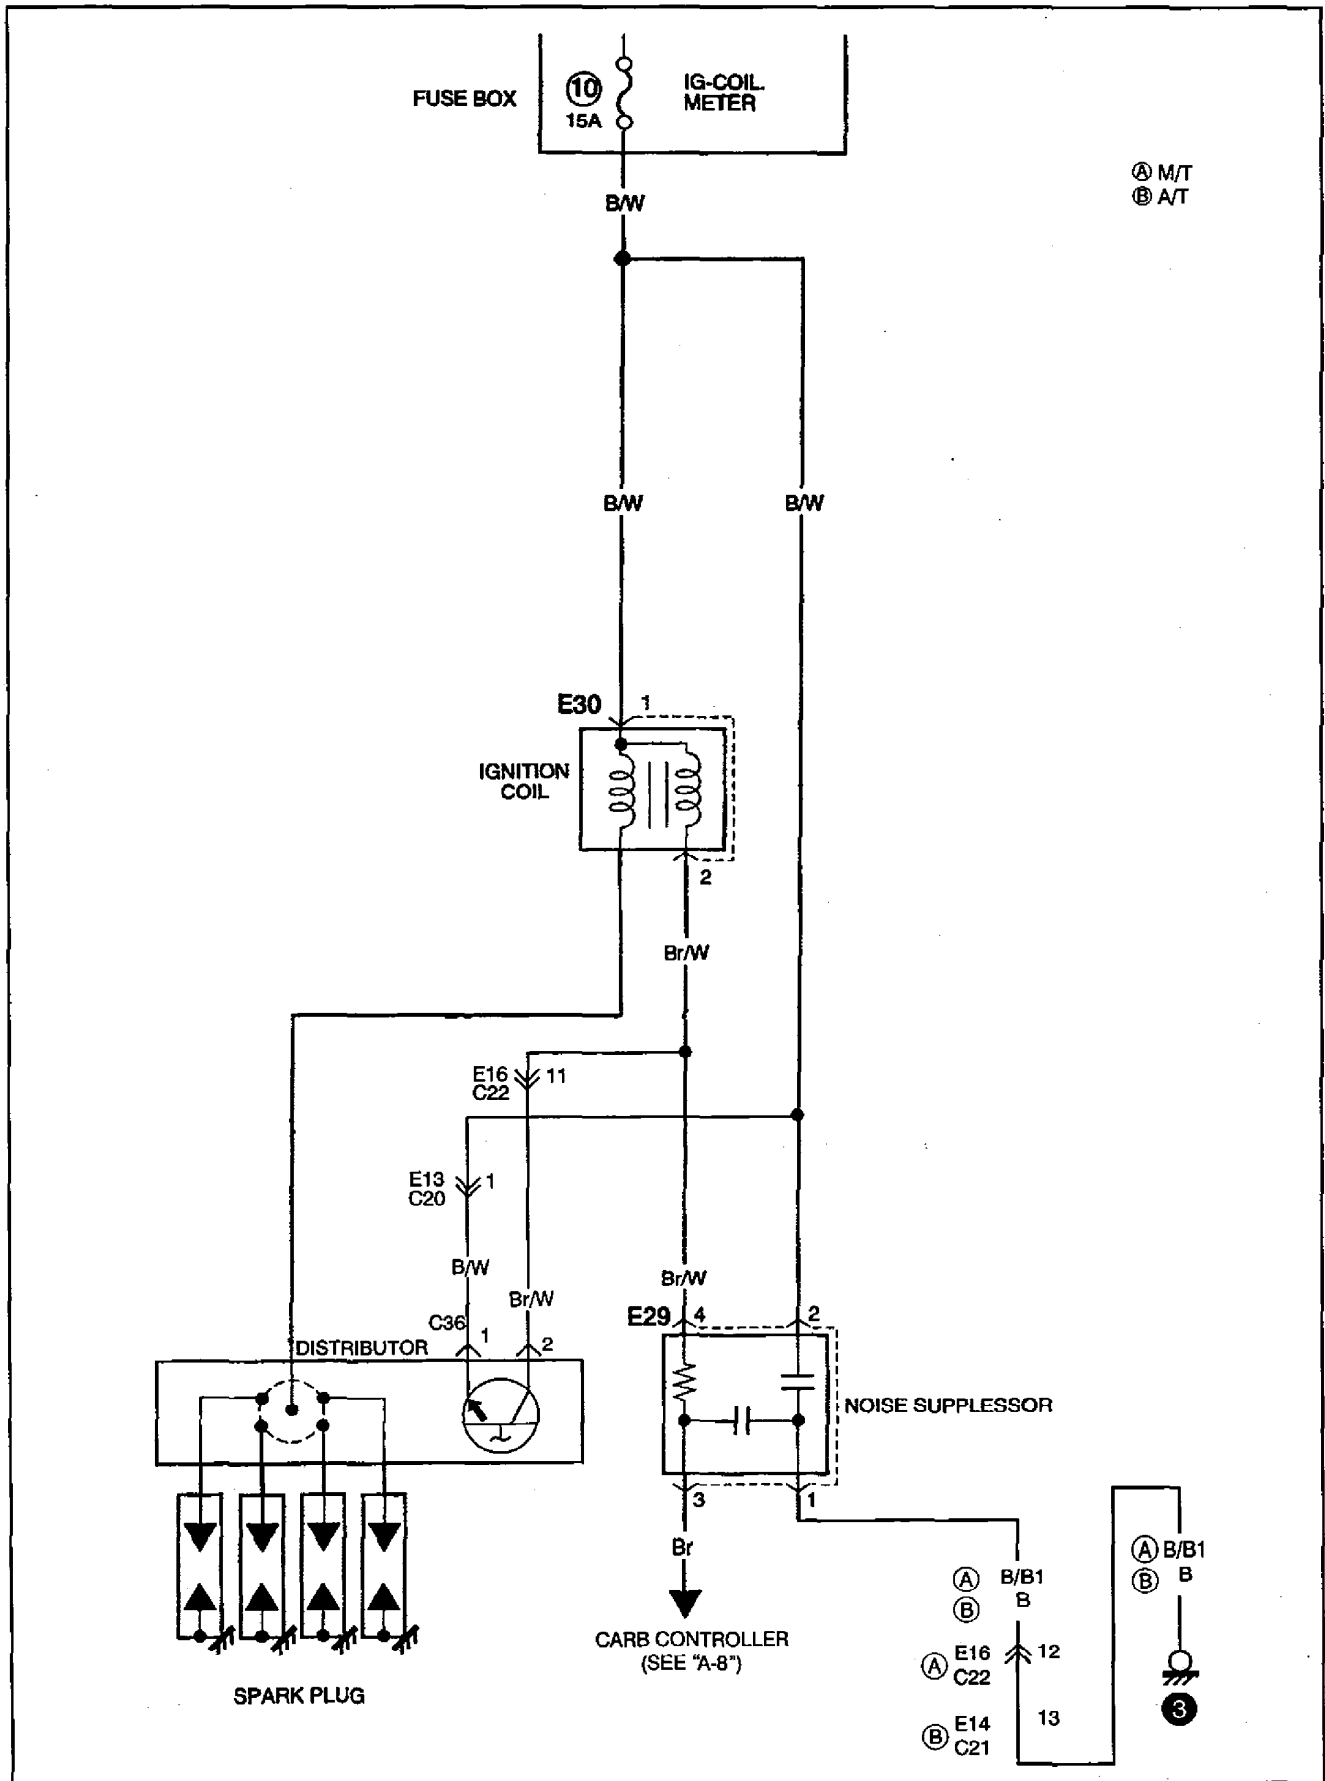 FUSE BOX
10
15A
IG-COIL.
METER
Ⓐ M/T
Ⓑ A/T
B/W
B/W
B/W
E30
1
IGNITION
COIL
2
Br/W
E16
C22
11
E13
C20
1
B/W
Br/W
Br/W
C36
1
2
E29
4
2
DISTRIBUTOR
NOISE SUPPLESSOR
3
1
Br
CARB CONTROLLER
(SEE "A-8")
SPARK PLUG
Ⓐ B/B1
Ⓑ B
Ⓐ E16
C22
12
Ⓑ E14
C21
13
Ⓐ B/B1
Ⓑ B
3